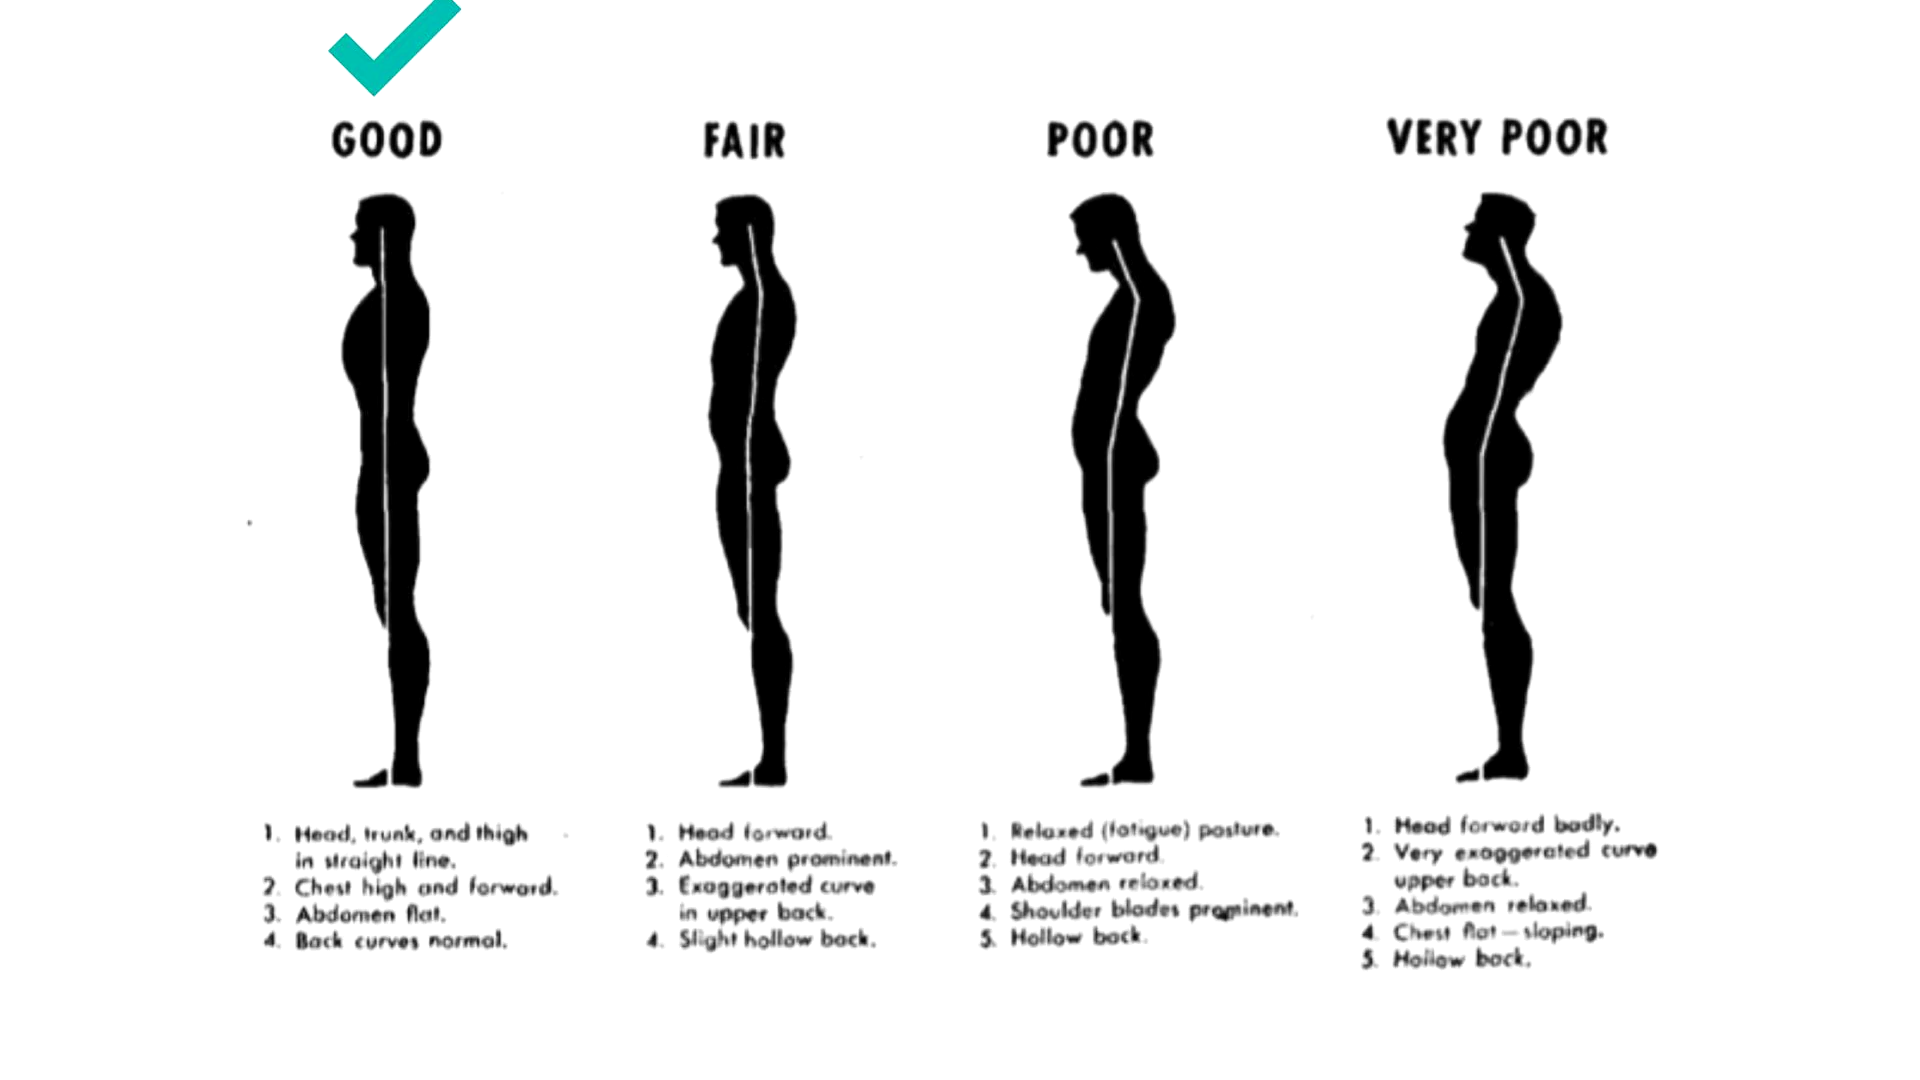 GOOD
1. Head, trunk, and thigh
in straight line.
2. Chest high and forward.
3. Abdomen flat.
4. Back curves normal.
FAIR
1. Head forward.
2. Abdomen prominent.
3. Exaggerated curve
in upper back.
4. Slight hollow back.
POOR
1. Relaxed (fatigue) posture.
2. Head forward.
3. Abdomen relaxed.
4. Shoulder blades prominent.
5. Hollow back.
VERY POOR
1. Head forward badly.
2. Very exaggerated curve
upper back.
3. Abdomen relaxed.
4. Chest flat – sloping.
5. Hollow back.